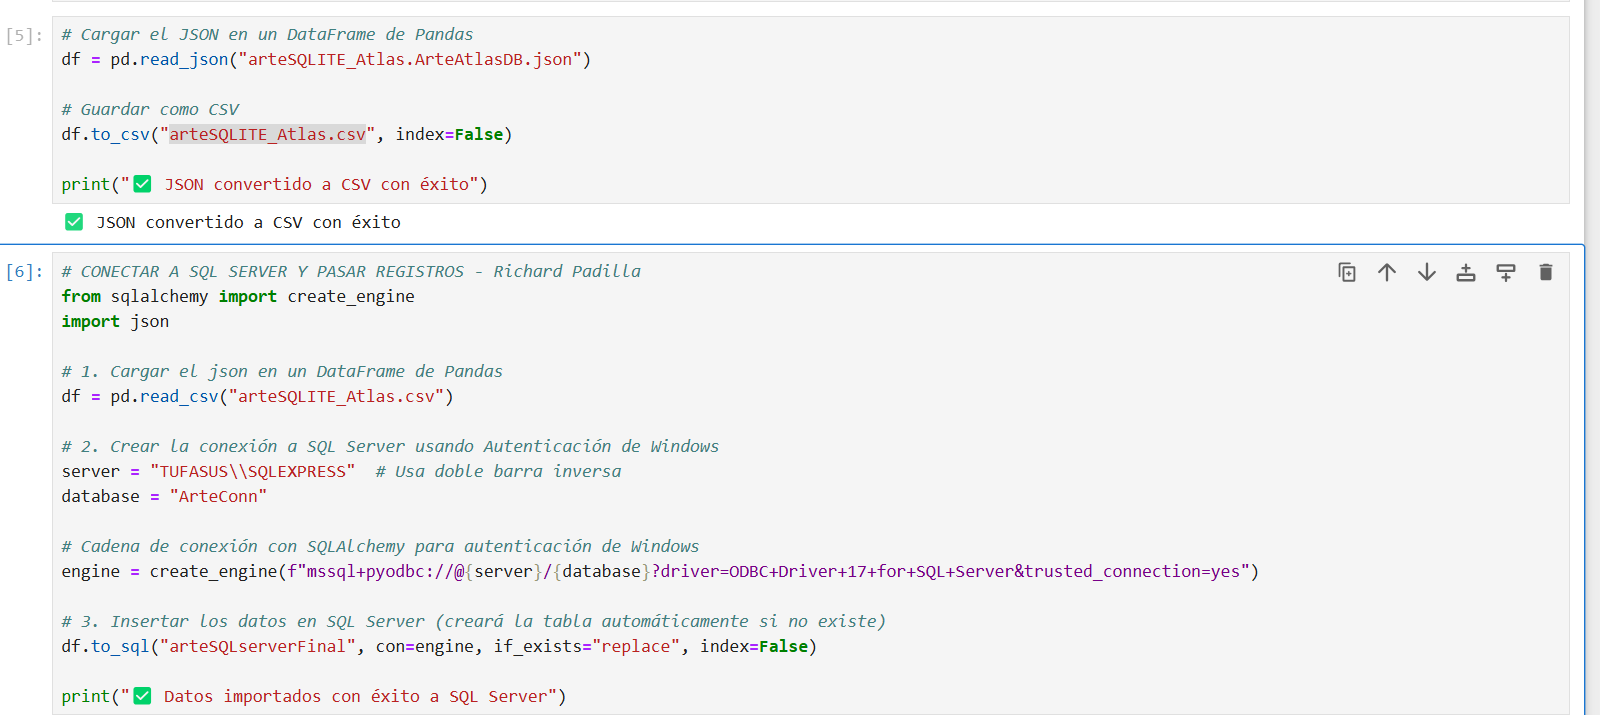 [5]:
# Cargar el JSON en un DataFrame de Pandas
df = pd.read_json("arteSQLITE_Atlas.ArteAtlasDB.json")
# Guardar como CSV
df.to_csv("arteSQLITE_Atlas.csv", index=False)
print("✅ JSON convertido a CSV con éxito")
✅ JSON convertido a CSV con éxito
[6]:
# CONECTAR A SQL SERVER Y PASAR REGISTROS - Richard Padilla
from sqlalchemy import create_engine
import json
# 1. Cargar el json en un DataFrame de Pandas
df = pd.read_csv("arteSQLITE_Atlas.csv")
# 2. Crear la conexión a SQL Server usando Autenticación de Windows
server = "TUFASUS\\SQLEXPRESS"  # Usa doble barra inversa
database = "ArteConn"
# Cadena de conexión con SQLAlchemy para autenticación de Windows
engine = create_engine(f"mssql+pyodbc://@{server}/{database}?driver=ODBC+Driver+17+for+SQL+Server&trusted_connection=yes")
# 3. Insertar los datos en SQL Server (creará la tabla automáticamente si no existe)
df.to_sql("arteSQLserverFinal", con=engine, if_exists="replace", index=False)
print("✅ Datos importados con éxito a SQL Server")